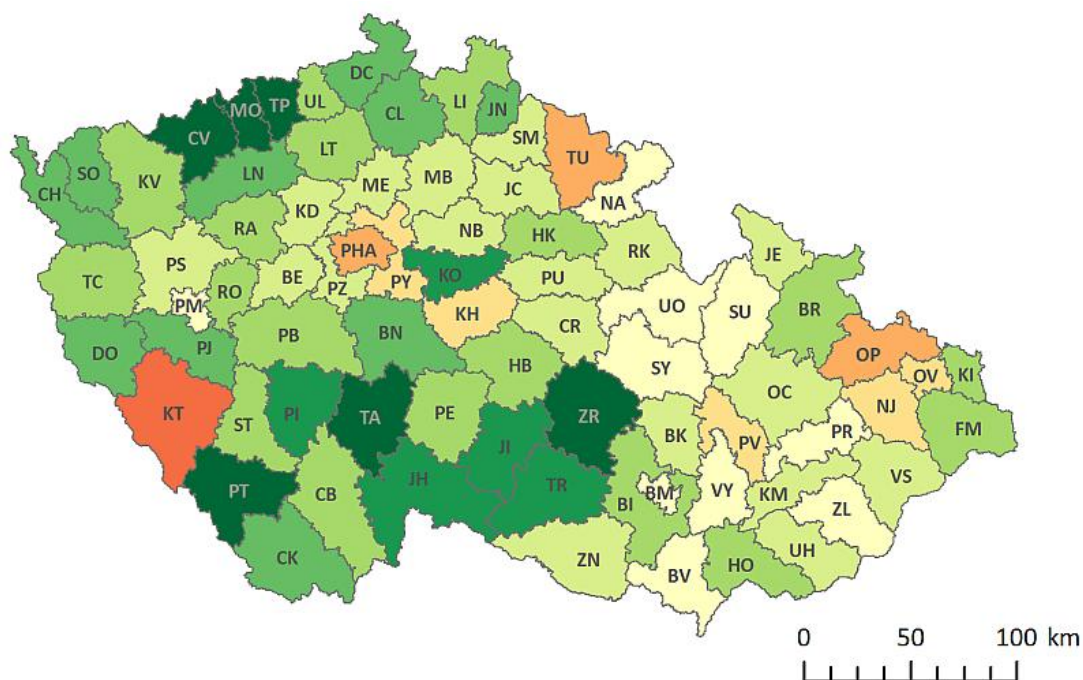 DC
MO TP UL LI JN
CV CL
SM
LT TU
SO LN
CH KV ME MB JC NA
KD
RA NB HK
PHA RK
TC PS BE KO JE
RO PZ PY PU
PM UO SU BR
KH
PB BN CR
DO PJ OP
HB SY OV KI
KT ST PI TA PE ZR OC NJ
BK PV PR FM
JI
PT CB JH TR BM VY KM VS
BI ZL
CK ZN HO UH
BV
0 50 100 km